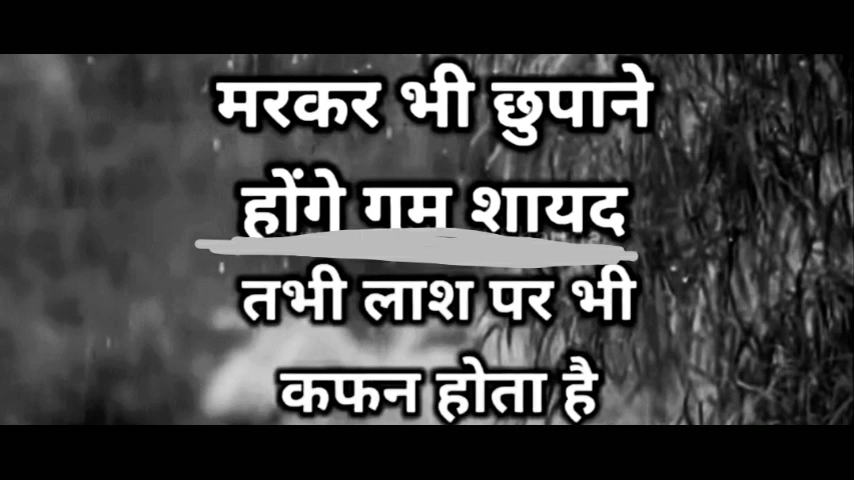 मरकर भी छुपाने
होंगे गम शायद
तभी लाश पर भी
कफन होता है